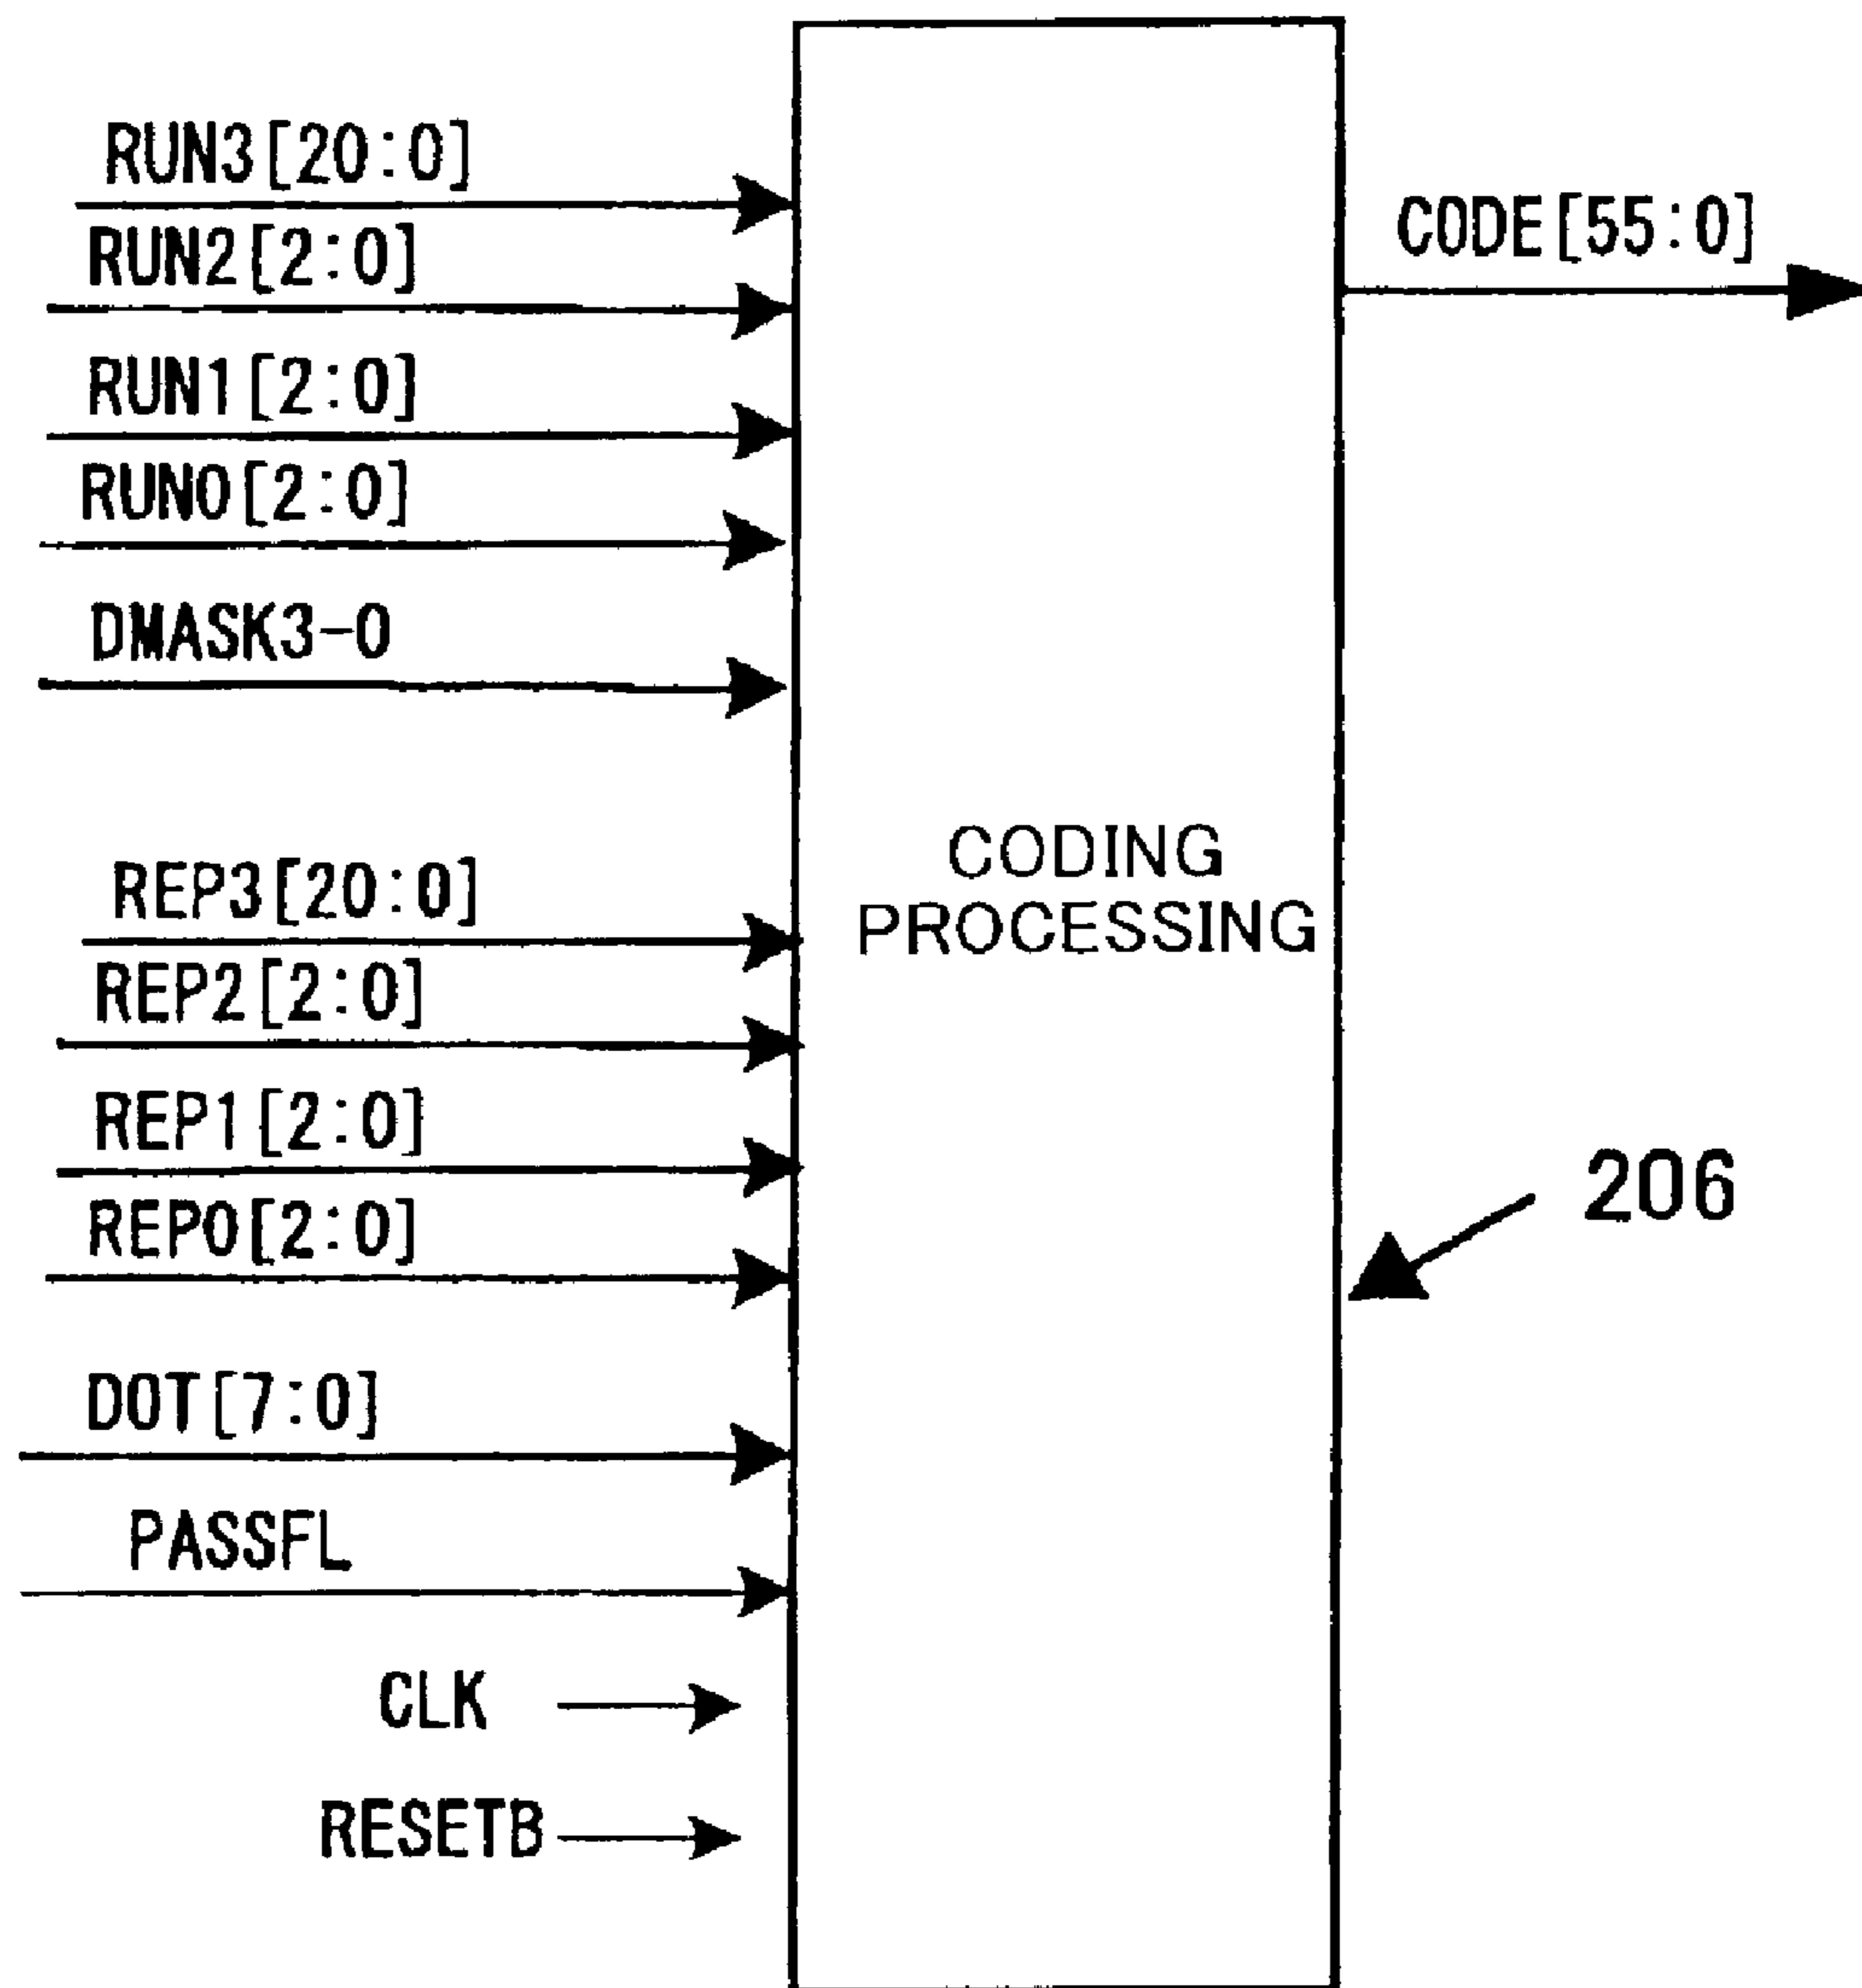 RUN3[20:0]
CODE[55:0]
RUN2[2:0]
RUN1[2:0]
RUN0[2:0]
DMASK3-0
CODING
PROCESSING
REP3[20:0]
REP2[2:0]
REP1[2:0]
REP0[2:0]
206
DOT[7:0]
PASSFL
CLK
RESETB